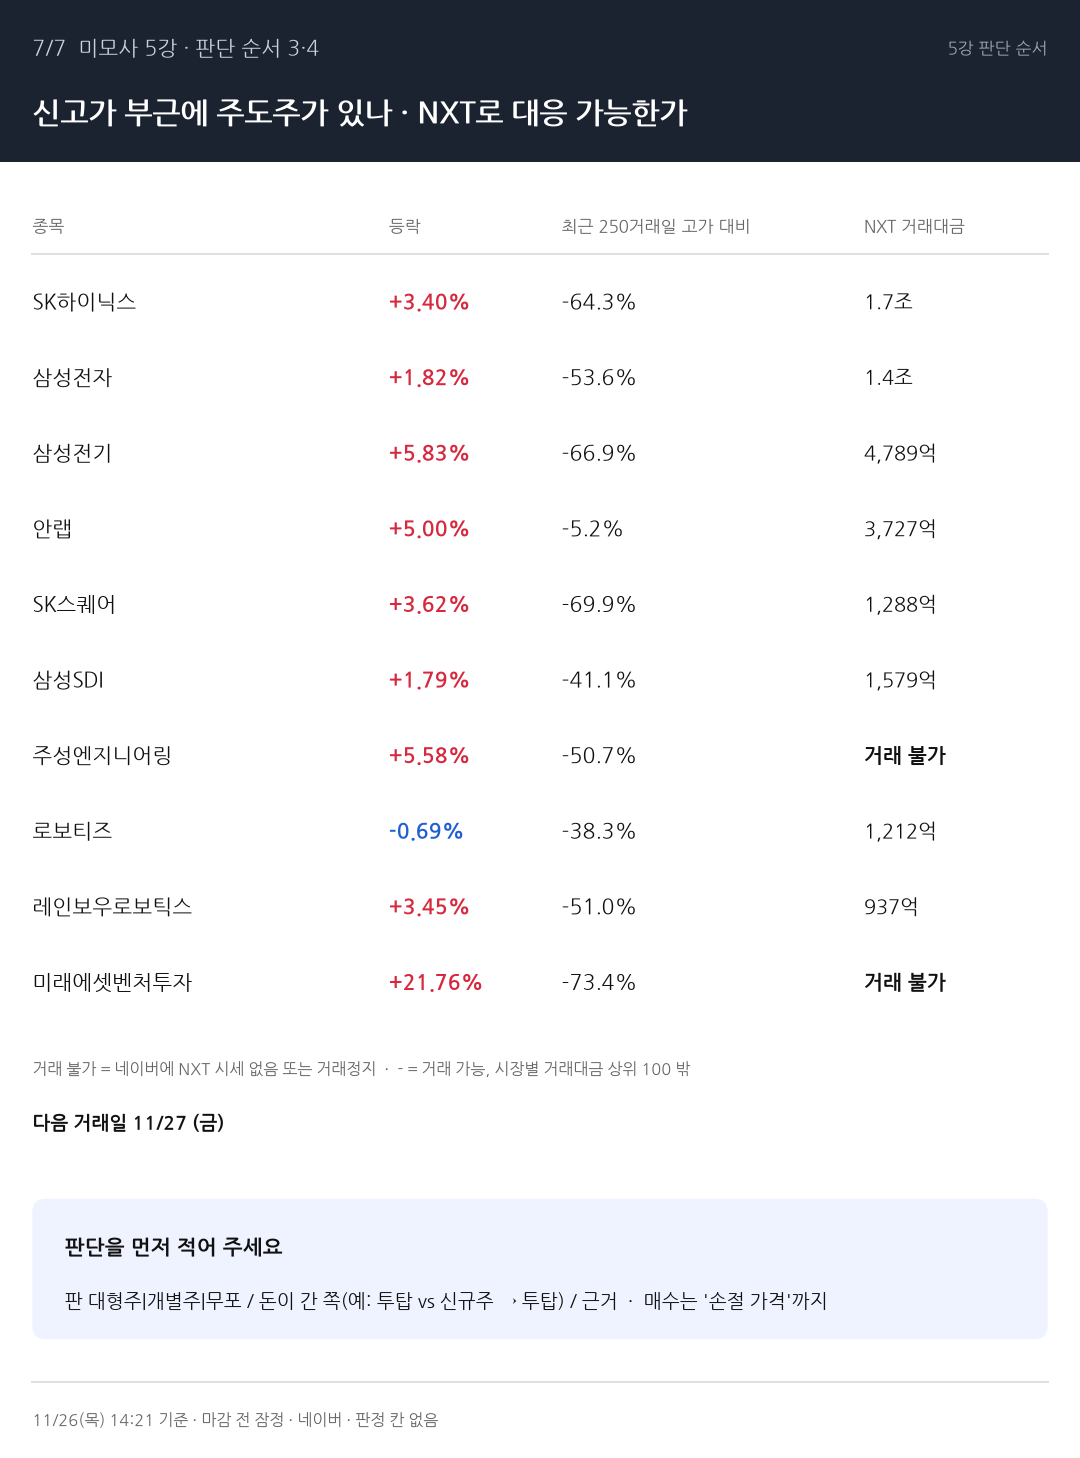 7/7 미모사 5강 · 판단 순서 3·4
5강 판단 순서
신고가 부근에 주도주가 있나 · NXT로 대응 가능한가
종목 등락 최근 250거래일 고가 대비 NXT 거래대금
SK하이닉스 +3.40% -64.3% 1.7조
삼성전자 +1.82% -53.6% 1.4조
삼성전기 +5.83% -66.9% 4,789억
안랩 +5.00% -5.2% 3,727억
SK스퀘어 +3.62% -69.9% 1,288억
삼성SDI +1.79% -41.1% 1,579억
주성엔지니어링 +5.58% -50.7% 거래 불가
로보티즈 -0.69% -38.3% 1,212억
레인보우로보틱스 +3.45% -51.0% 937억
미래에셋벤처투자 +21.76% -73.4% 거래 불가
거래 불가 = 네이버에 NXT 시세 없음 또는 거래정지 · - = 거래 가능, 시장별 거래대금 상위 100 밖
다음 거래일 11/27 (금)
판단을 먼저 적어 주세요
판 대형주|개별주|무포 / 돈이 간 쪽(예: 투탑 vs 신규주 → 투탑) / 근거 · 매수는 '손절 가격'까지
11/26(목) 14:21 기준 · 마감 전 잠정 · 네이버 · 판정 칸 없음